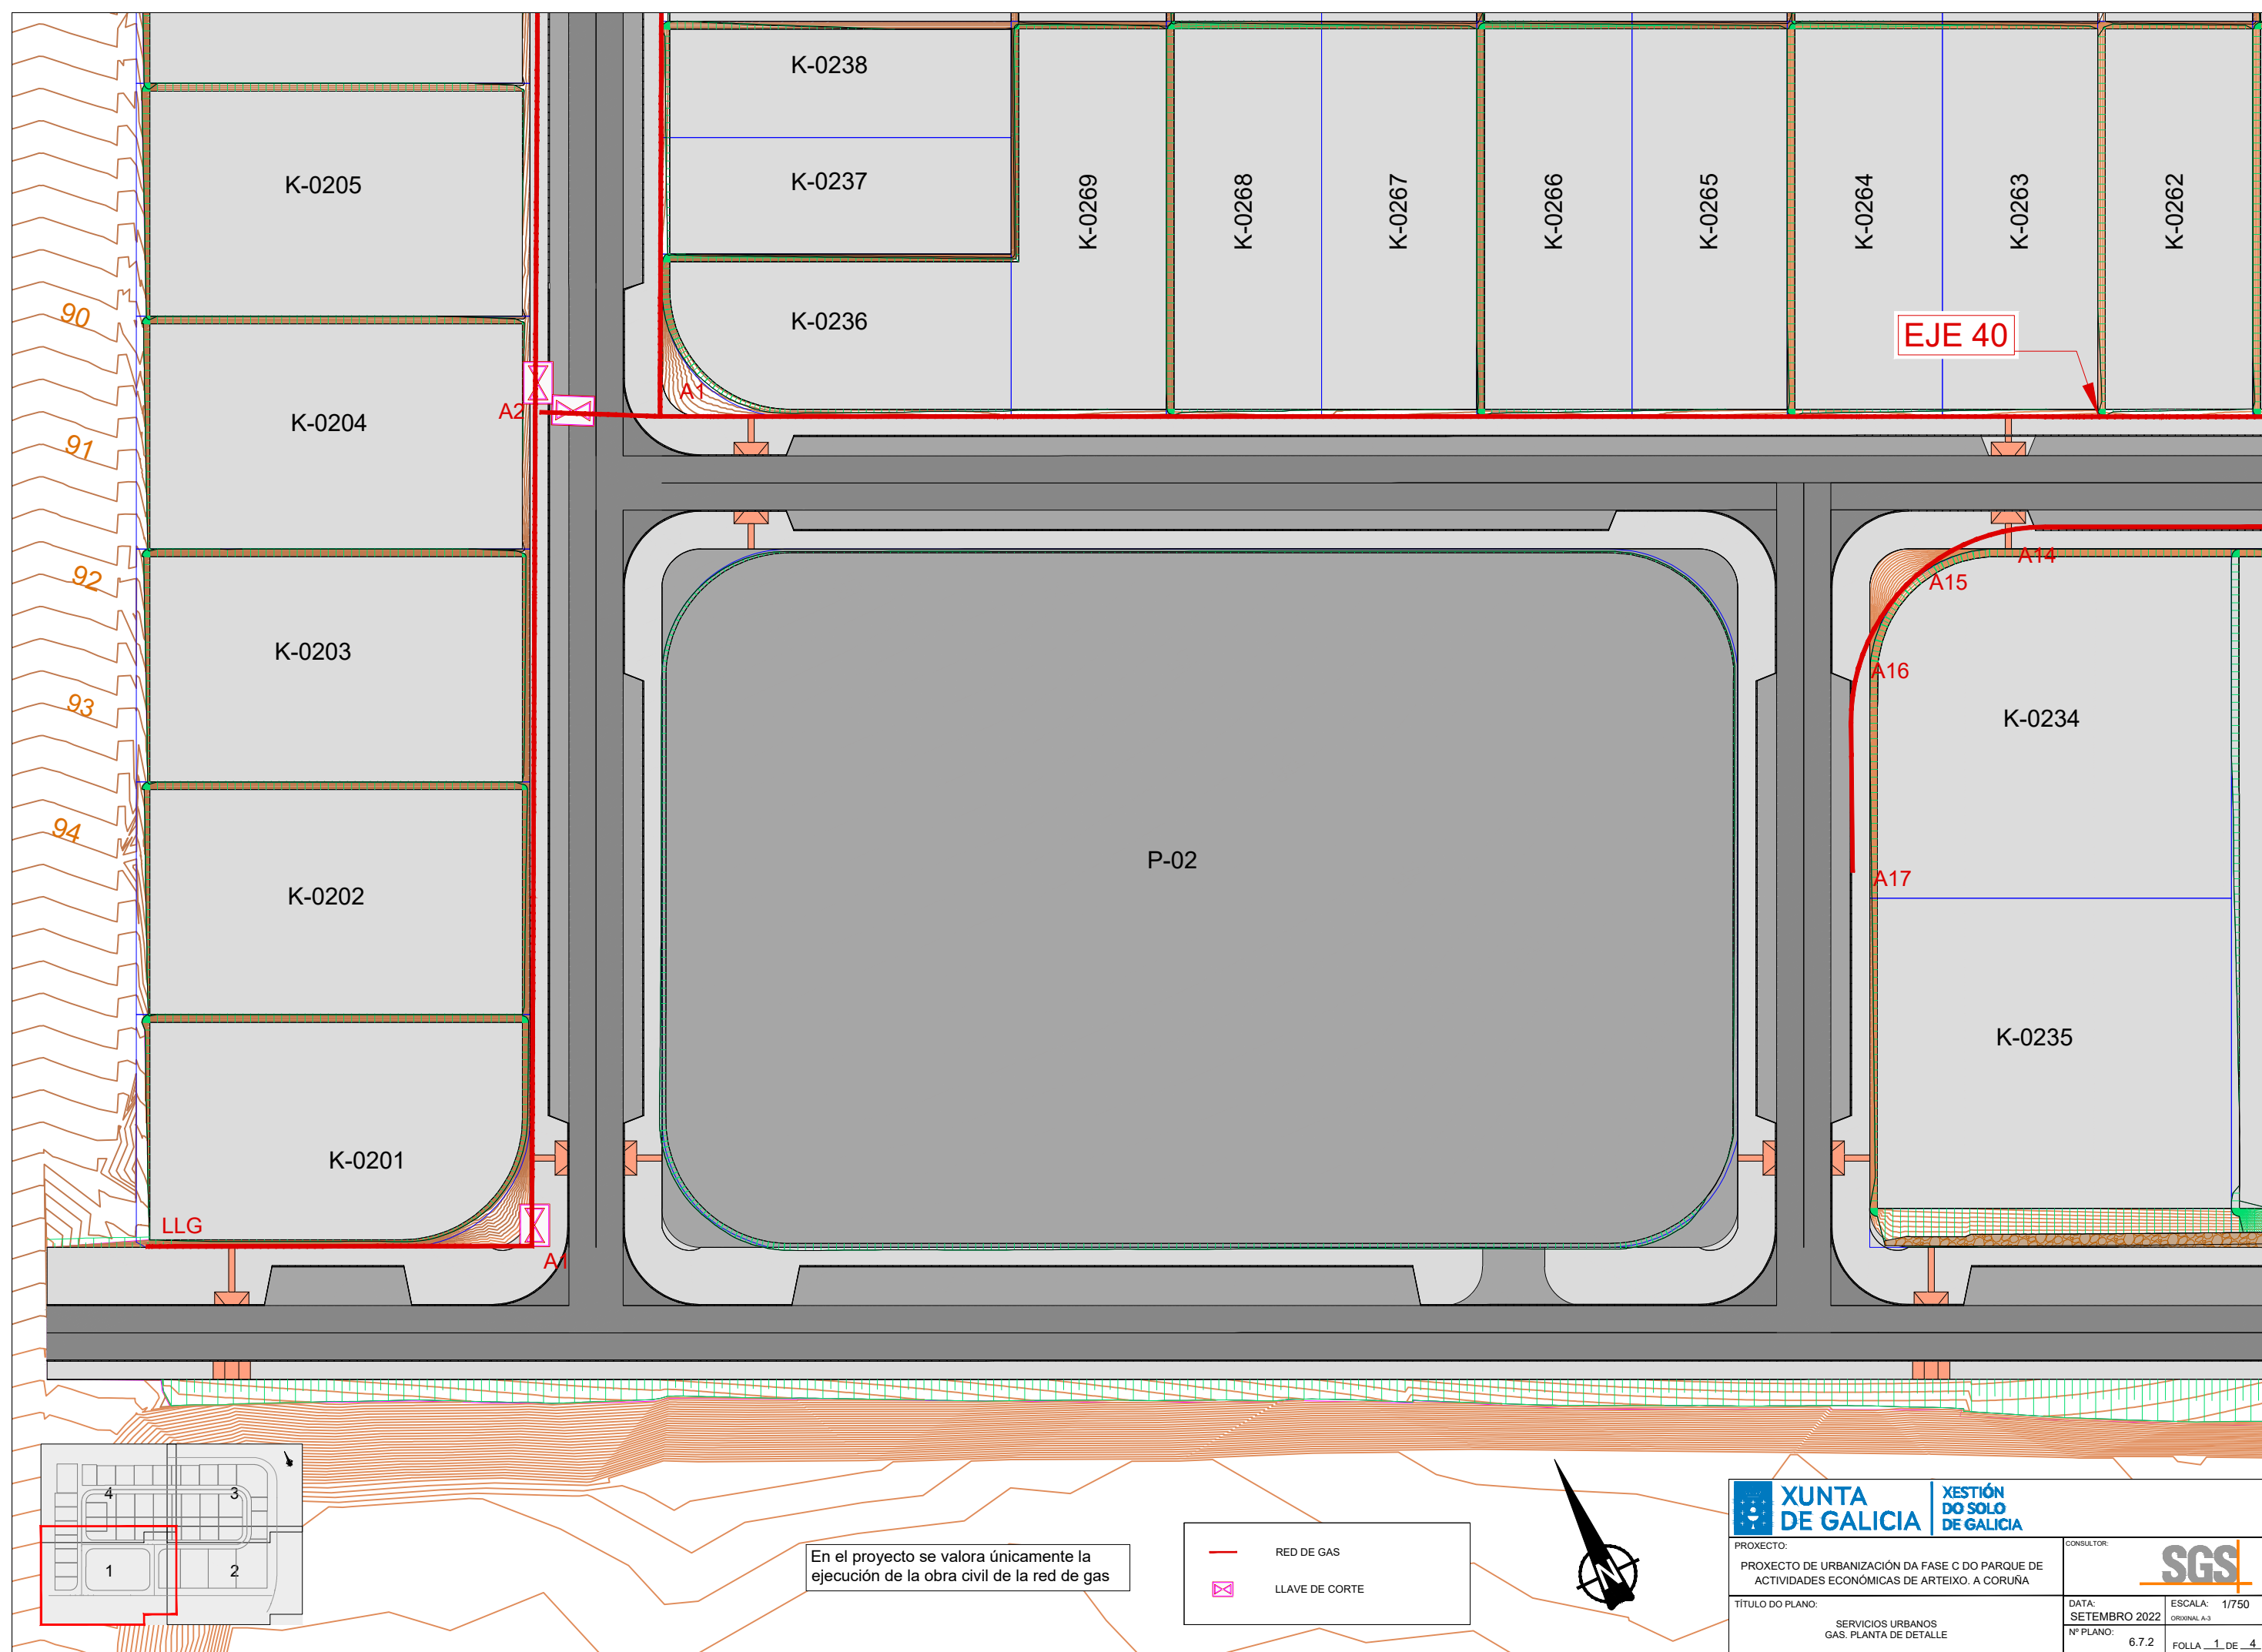 K-0238
K-0205
K-0237
K-0269
K-0268
K-0267
K-0266
K-0265
K-0264
K-0263
K-0262
90
K-0236
EJE 40
A1
A2
K-0204
91
A14
92
A15
K-0203
A16
93
K-0234
94
P-02
A17
K-0202
K-0235
K-0201
LLG
A1
4
3
1
2
En el proyecto se valora únicamente la
ejecución de la obra civil de la red de gas
RED DE GAS
LLAVE DE CORTE
N
XUNTA
DE GALICIA
XESTIÓN
DO SOLO
DE GALICIA
PROXECTO:
PROXECTO DE URBANIZACIÓN DA FASE C DO PARQUE DE
ACTIVIDADES ECONÓMICAS DE ARTEIXO. A CORUÑA
CONSULTOR:
SGS
TÍTULO DO PLANO:
SERVICIOS URBANOS
GAS. PLANTA DE DETALLE
DATA:
SETEMBRO 2022
ESCALA: 1/750
ORIXINAL A-3
Nº PLANO:
6.7.2
FOLLA 1 DE 4